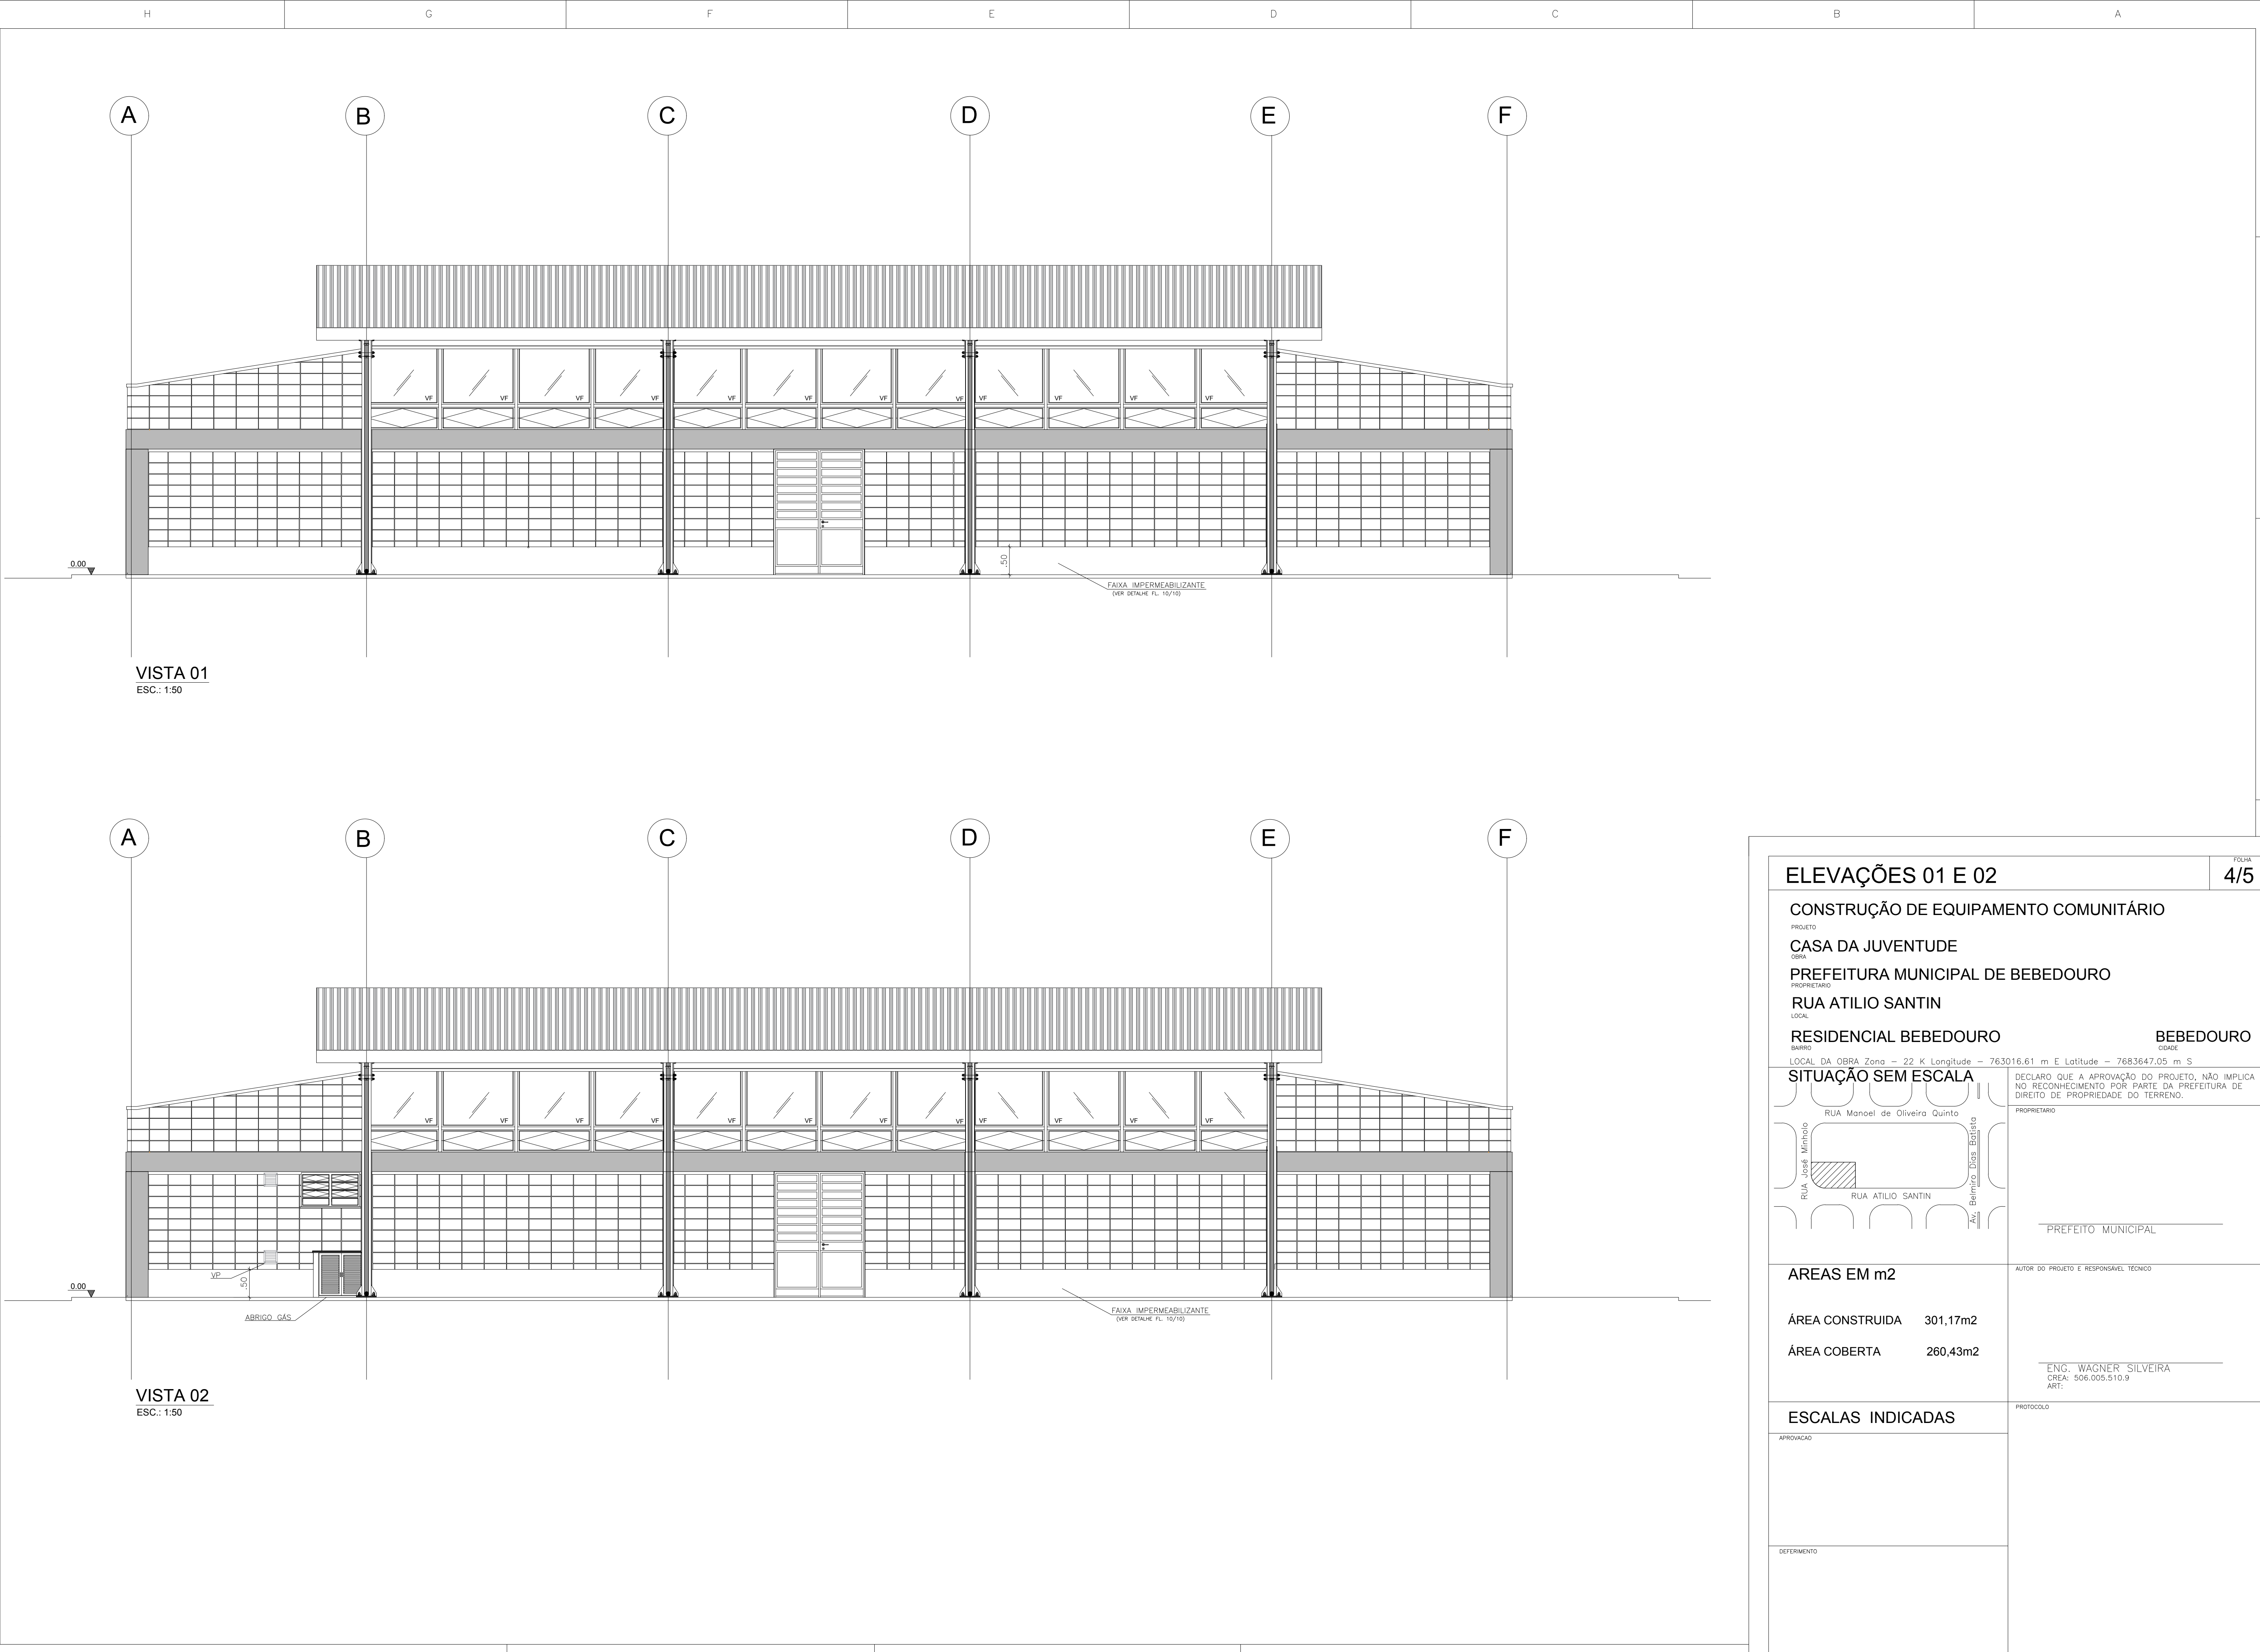 H G F E D C B A
A B C D E F
VF VF VF VF VF VF VF VF VF VF VF VF
0.00
.50
FAIXA IMPERMEABILIZANTE
(VER DETALHE FL. 10/10)
VISTA 01
ESC.: 1:50
A B C D E F
VF VF VF VF VF VF VF VF VF VF VF VF
VP
.50
0.00
ABRIGO GÁS
FAIXA IMPERMEABILIZANTE
(VER DETALHE FL. 10/10)
VISTA 02
ESC.: 1:50
ELEVAÇÕES 01 E 02
FOLHA
4/5
CONSTRUÇÃO DE EQUIPAMENTO COMUNITÁRIO
PROJETO
CASA DA JUVENTUDE
OBRA
PREFEITURA MUNICIPAL DE BEBEDOURO
PROPRIETARIO
RUA ATILIO SANTIN
LOCAL
RESIDENCIAL BEBEDOURO
BAIRRO
BEBEDOURO
CIDADE
LOCAL DA OBRA Zona – 22 K Longitude – 763016.61 m E Latitude – 7683647.05 m S
SITUAÇÃO SEM ESCALA
RUA Manoel de Oliveira Quinto
RUA José Minholo
RUA ATILIO SANTIN
Av. Belmiro Dias Batista
DECLARO QUE A APROVAÇÃO DO PROJETO, NÃO IMPLICA
NO RECONHECIMENTO POR PARTE DA PREFEITURA DE
DIREITO DE PROPRIEDADE DO TERRENO.
PROPRIETARIO
PREFEITO MUNICIPAL
AREAS EM m2
ÁREA CONSTRUIDA 301,17m2
ÁREA COBERTA 260,43m2
AUTOR DO PROJETO E RESPONSÁVEL TÉCNICO
ENG. WAGNER SILVEIRA
CREA: 506.005.510.9
ART:
ESCALAS INDICADAS
PROTOCOLO
APROVACAO
DEFERIMENTO